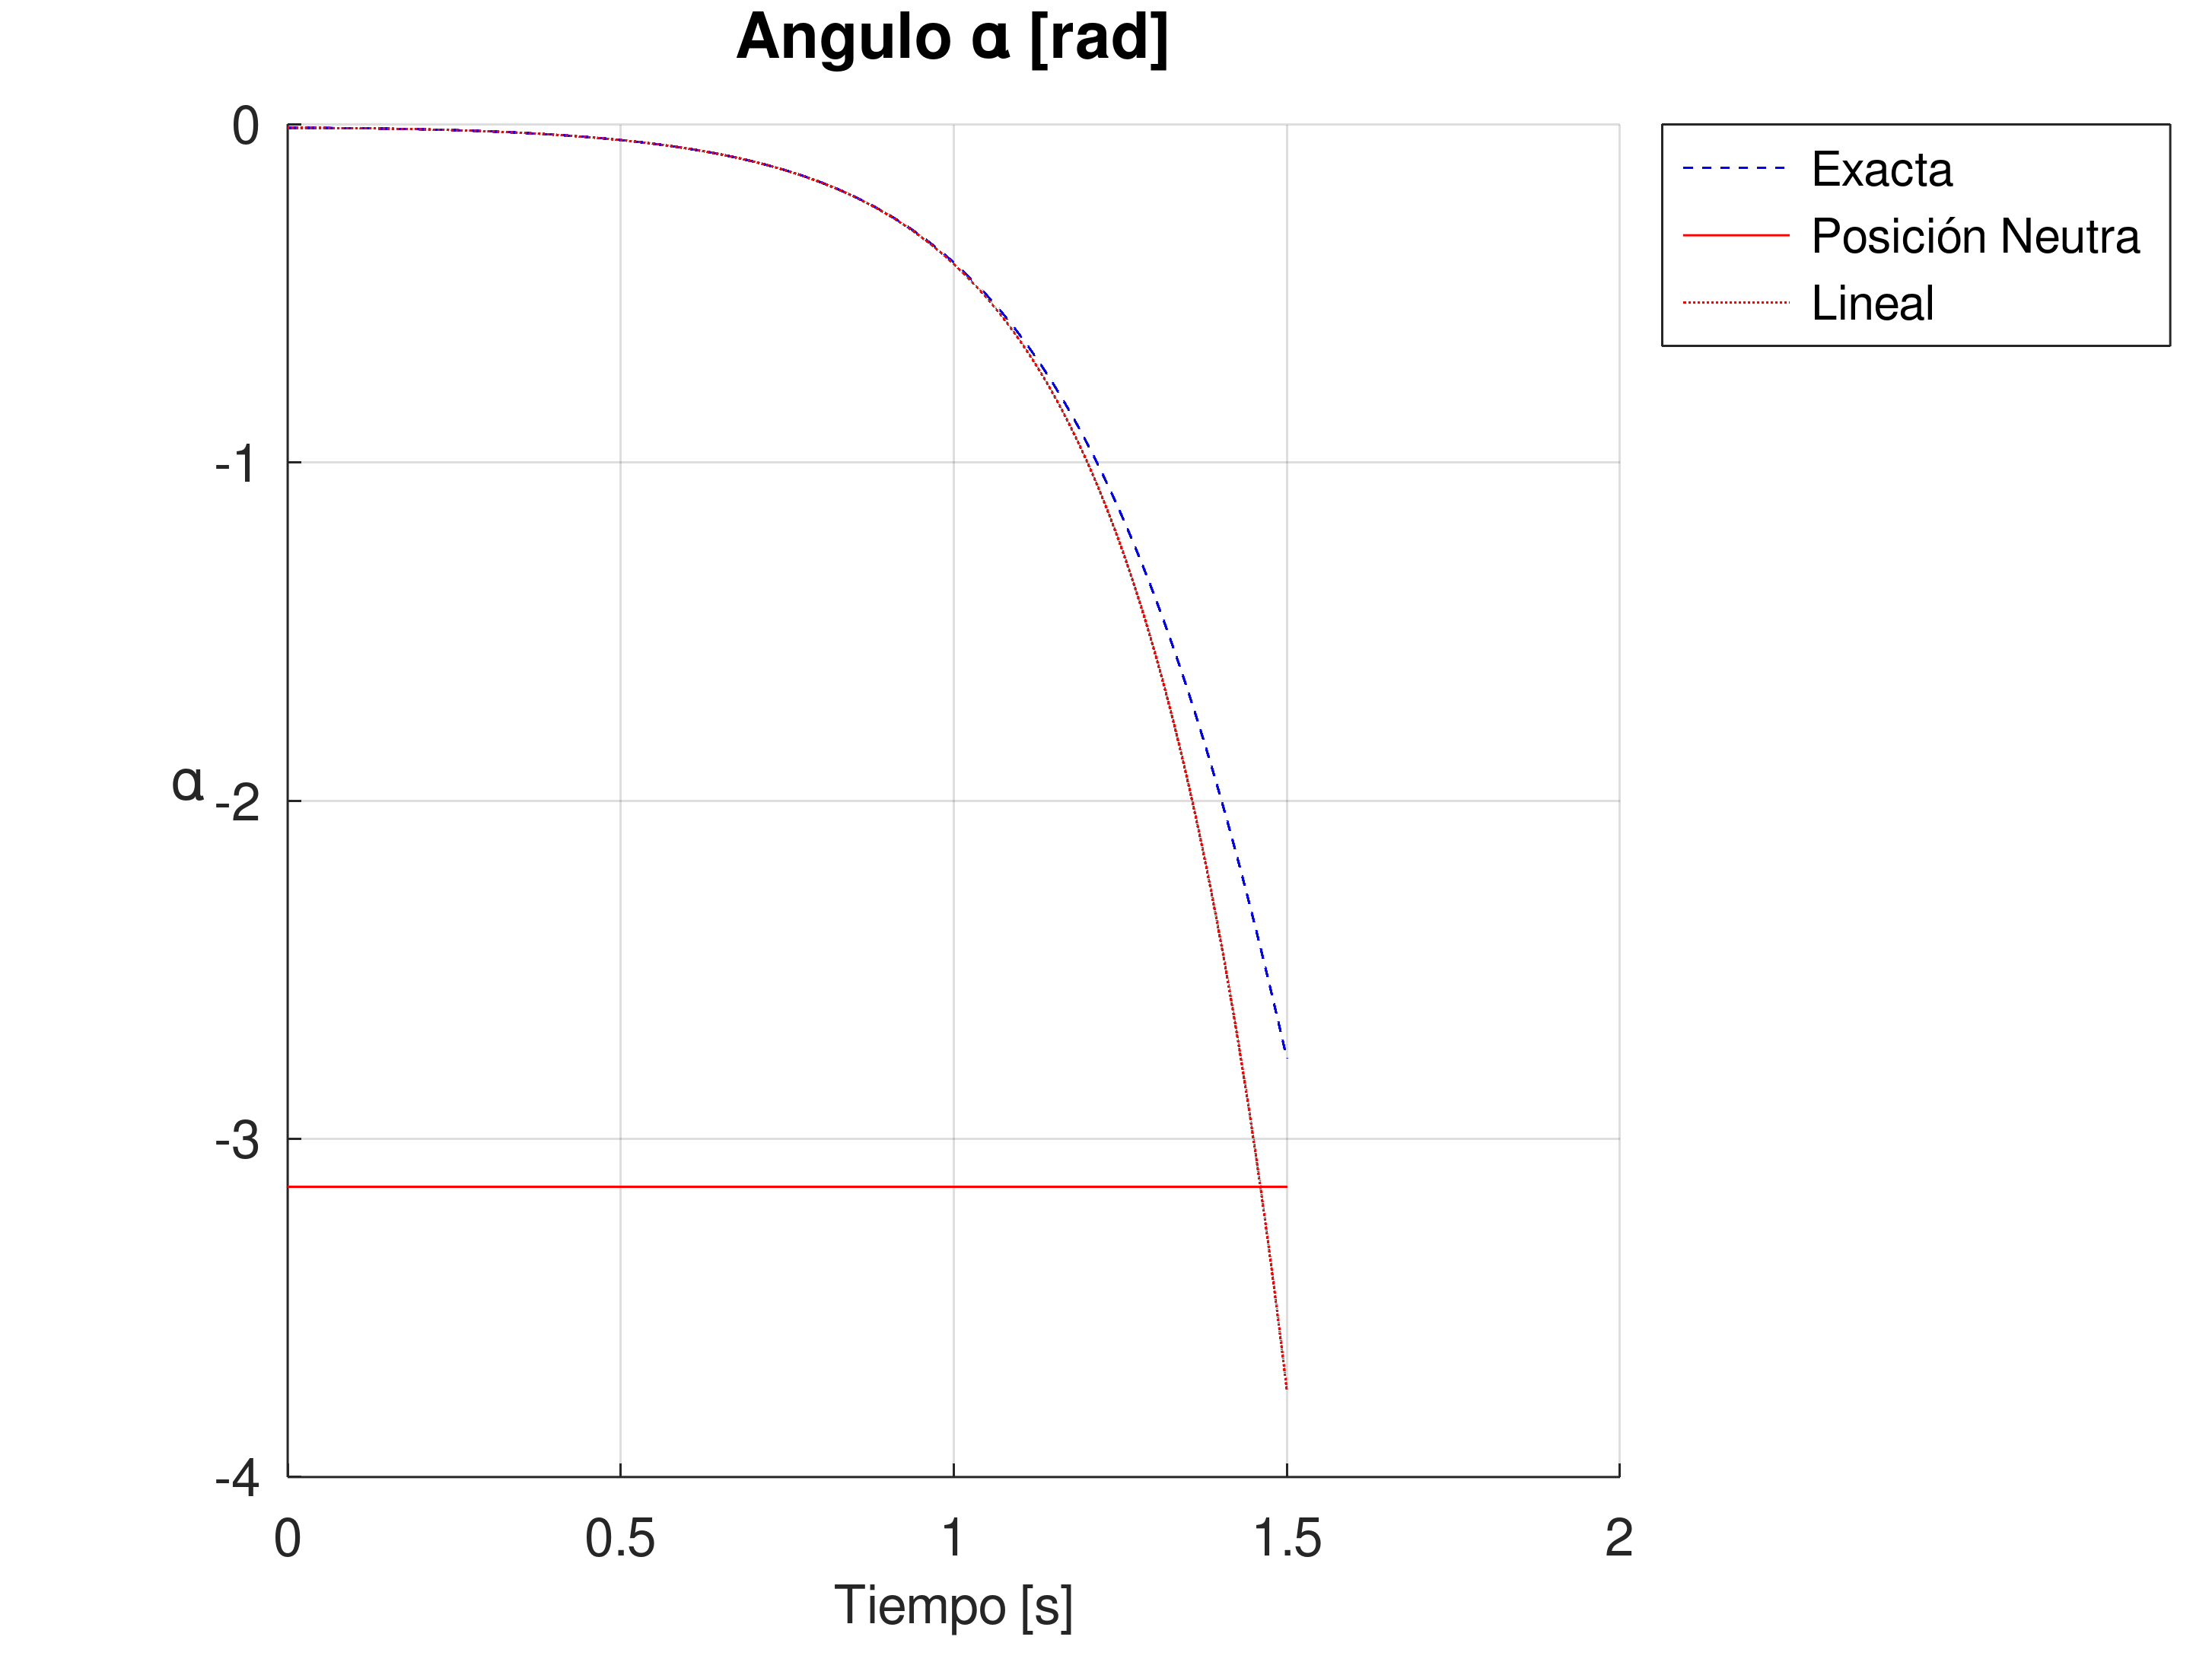 Angulo α [rad]
0
-1
-2
-3
-4
α
0
0.5
1
1.5
2
Tiempo [s]
Exacta
Posición Neutra
Lineal